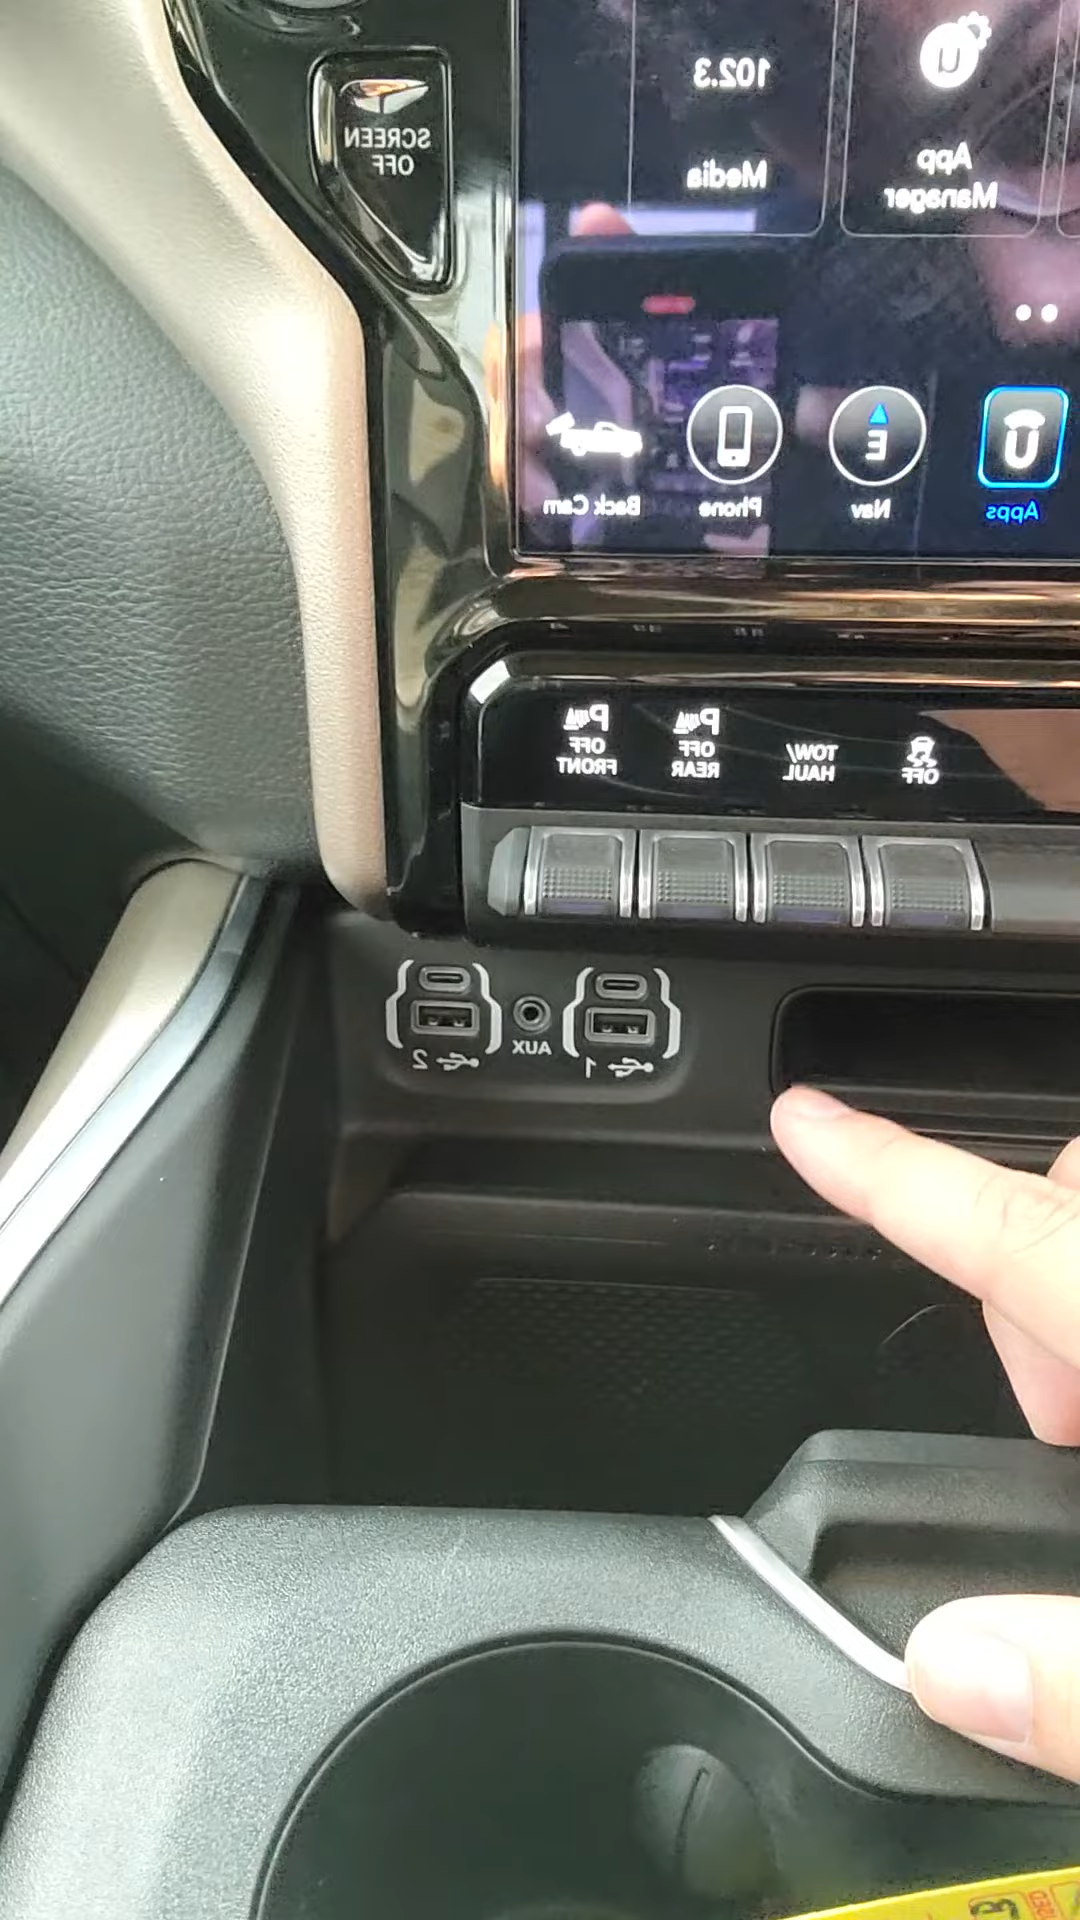 102.3
Media
App
Manager
SCREEN
OFF
Back Cam
Phone
E
Nav
U
Apps
P
OFF
FRONT
P
OFF
REAR
TOW/
HAUL
OFF
2
AUX
1